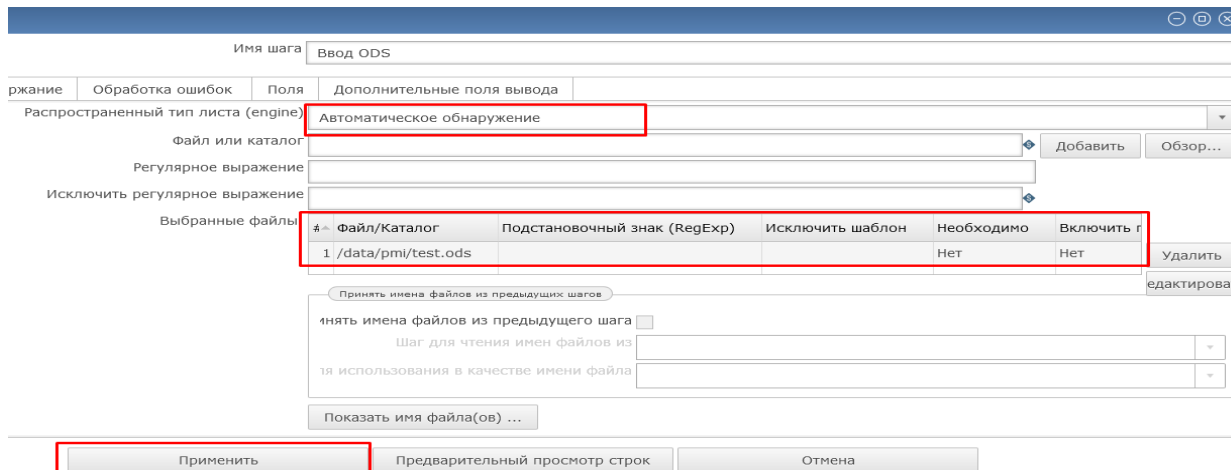 Имя шага Ввод ODS
ржание Обработка ошибок Поля Дополнительные поля вывода
Распространенный тип листа (engine) Автоматическое обнаружение
Файл или каталог Добавить Обзор...
Регулярное выражение
Исключить регулярное выражение
Выбранные файлы # Файл/Каталог Подстановочный знак (RegExp) Исключить шаблон Необходимо Включить п
1 /data/pmi/test.ods Нет Нет Удалить
едактирова
Принять имена файлов из предыдущих шагов
инять имена файлов из предыдущего шага
Шаг для чтения имен файлов из
ля использования в качестве имени файла
Показать имя файла(ов) ...
Применить Предварительный просмотр строк Отмена